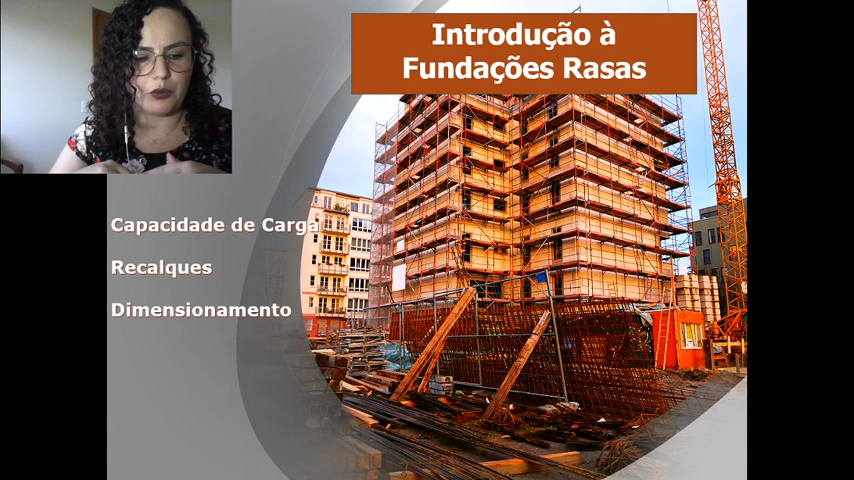 Introdução à
Fundações Rasas
Capacidade de Carga
Recalques
Dimensionamento